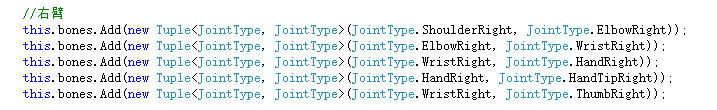 //右臂
this.bones.Add(new Tuple<JointType, JointType>(JointType.ShoulderRight, JointType.ElbowRight));
this.bones.Add(new Tuple<JointType, JointType>(JointType.ElbowRight, JointType.WristRight));
this.bones.Add(new Tuple<JointType, JointType>(JointType.WristRight, JointType.HandRight));
this.bones.Add(new Tuple<JointType, JointType>(JointType.HandRight, JointType.HandTipRight));
this.bones.Add(new Tuple<JointType, JointType>(JointType.WristRight, JointType.ThumbRight));